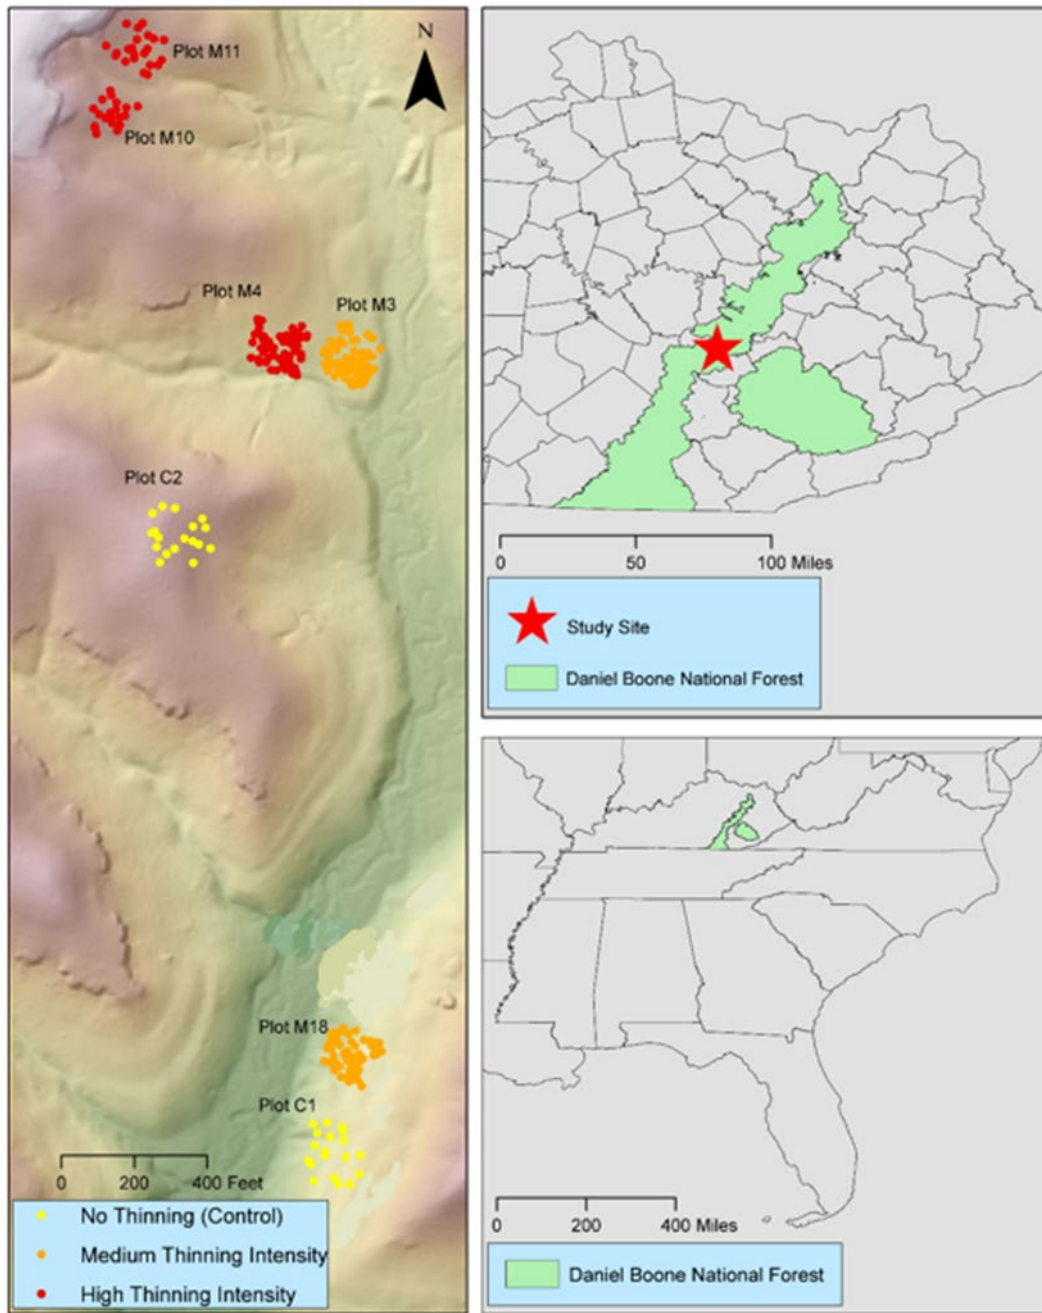 N
Plot M11
Plot M10
Plot M4
Plot M3
Plot C2
Plot M18
Plot C1
0 200 400 Feet
No Thinning (Control)
Medium Thinning Intensity
High Thinning Intensity
0 50 100 Miles
Study Site
Daniel Boone National Forest
0 200 400 Miles
Daniel Boone National Forest